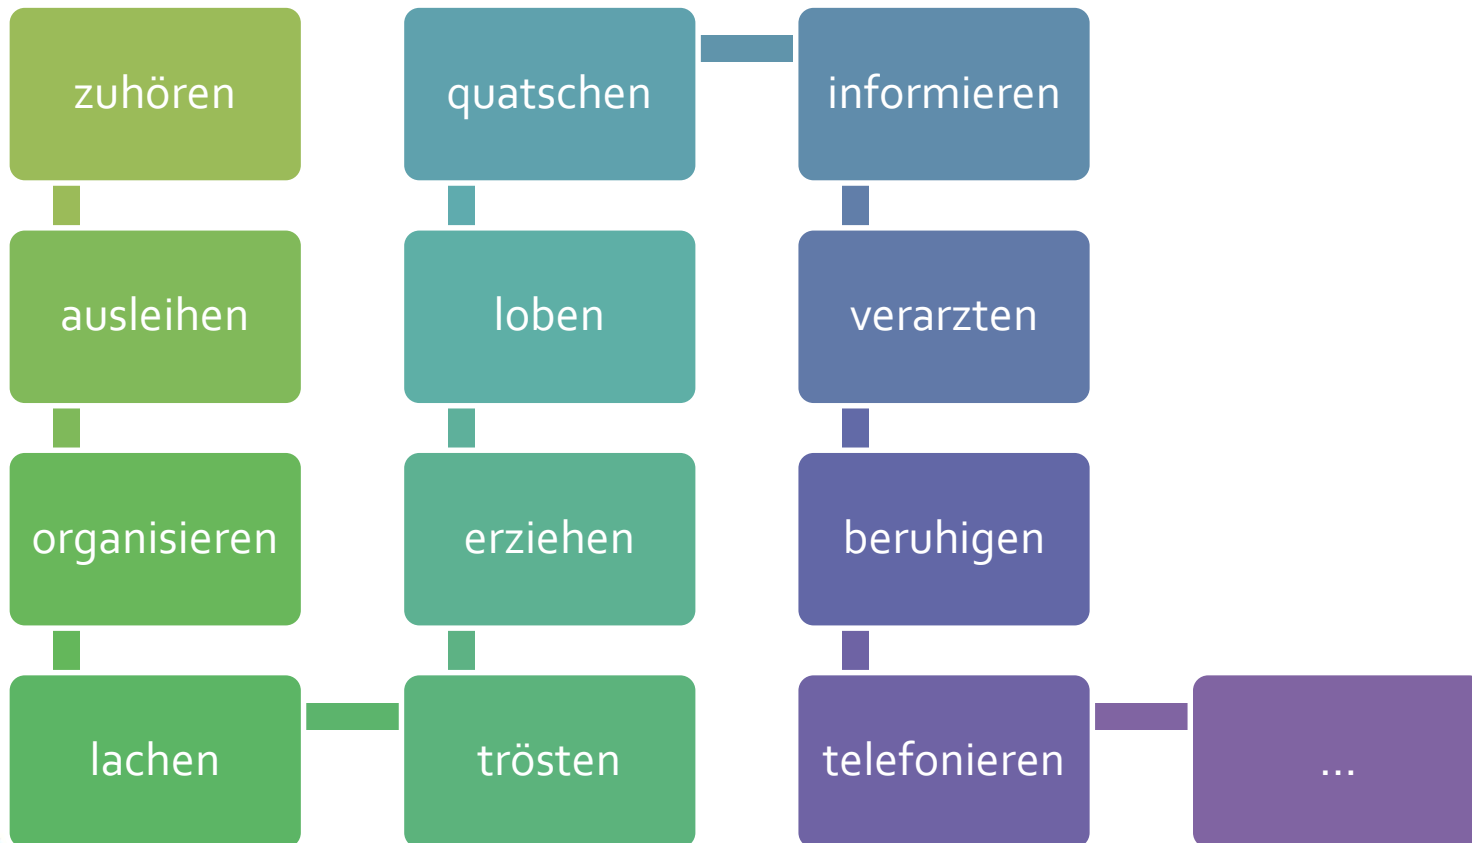 zuhören
ausleihen
organisieren
lachen
trösten
erziehen
loben
quatschen
informieren
verarzten
beruhigen
telefonieren
...